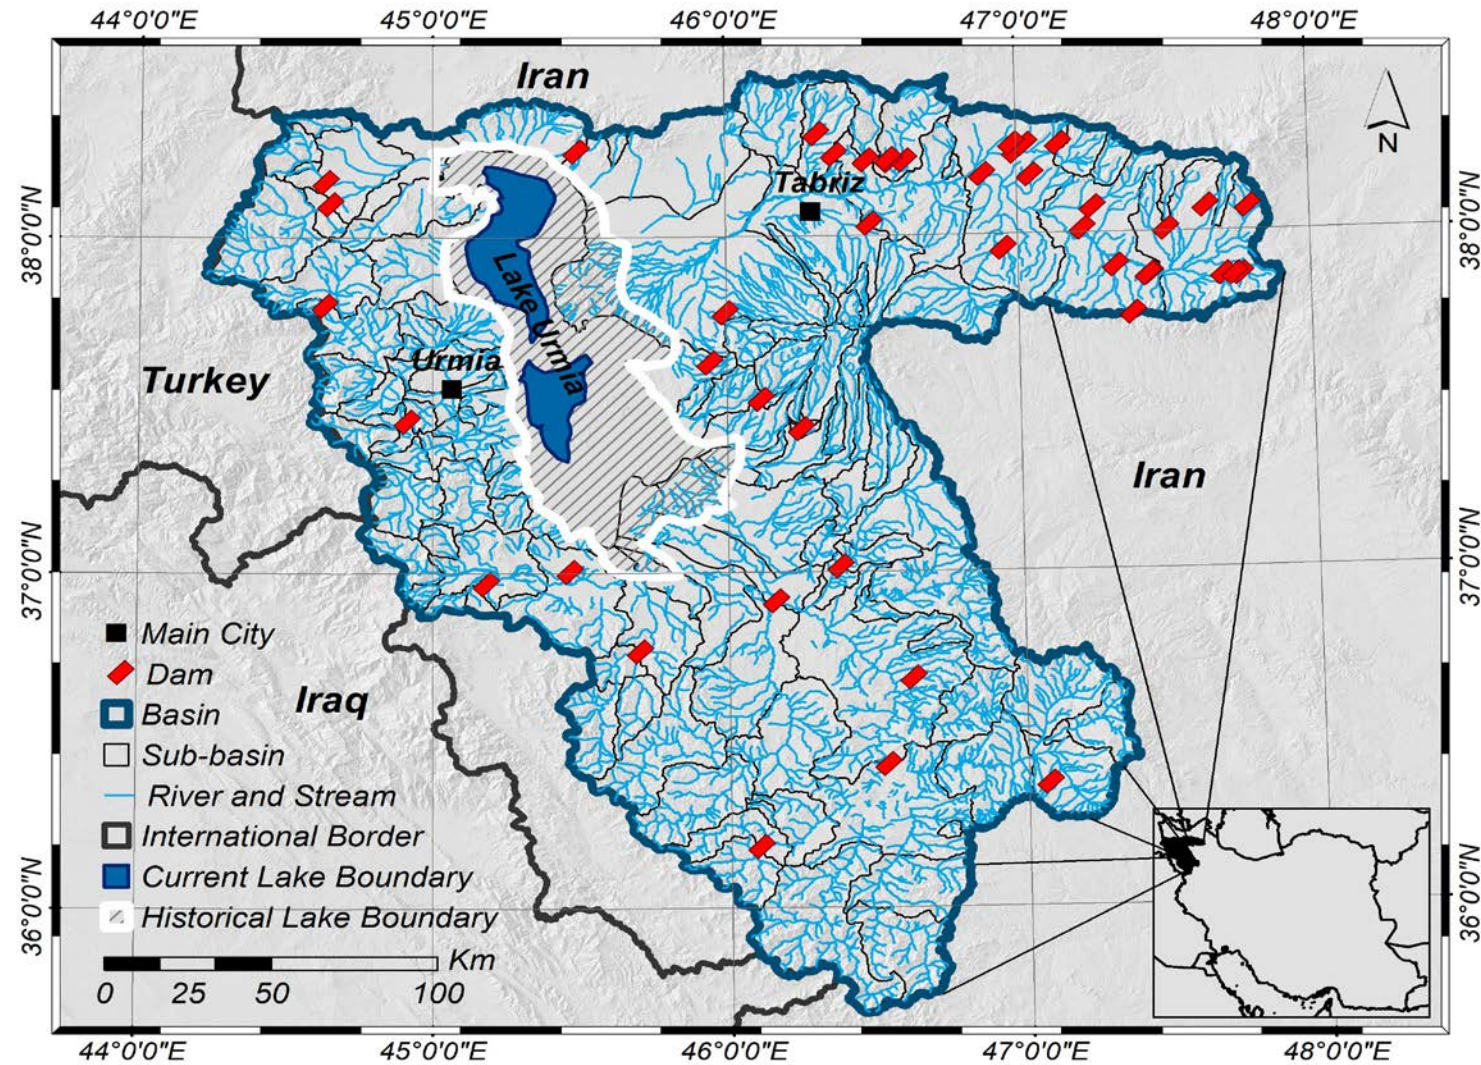 44°0'0"E 45°0'0"E 46°0'0"E 47°0'0"E 48°0'0"E
Iran
N
Tabriz
38°0'0"N 38°0'0"N
Lake Urmia
Urmia
Turkey
Iran
37°0'0"N 37°0'0"N
Main City
Dam
Iraq
Basin
Sub-basin
River and Stream
International Border
Current Lake Boundary
Historical Lake Boundary
36°0'0"N 36°0'0"N
Km
0 25 50 100
44°0'0"E 45°0'0"E 46°0'0"E 47°0'0"E 48°0'0"E